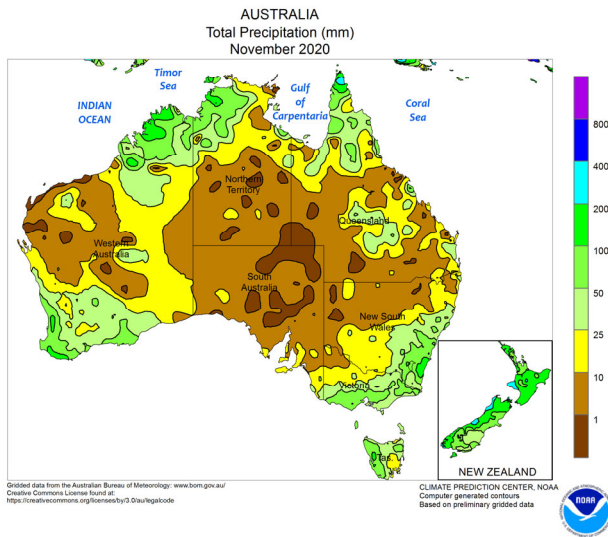 AUSTRALIA
Total Precipitation (mm)
November 2020
Timor
Sea
INDIAN
OCEAN
Gulf
of
Carpentaria
Coral
Sea
Northern
Territory
Queensland
Western
Australia
South
Australia
New South
Wales
Victoria
Tas.
NEW ZEALAND
800
400
200
100
50
25
10
1
Gridded data from the Australian Bureau of Meteorology: www.bom.gov.au/
Creative Commons License found at:
https://creativecommons.org/licenses/by/3.0/au/legalcode
CLIMATE PREDICTION CENTER, NOAA
Computer generated contours
Based on preliminary gridded data
NOAA